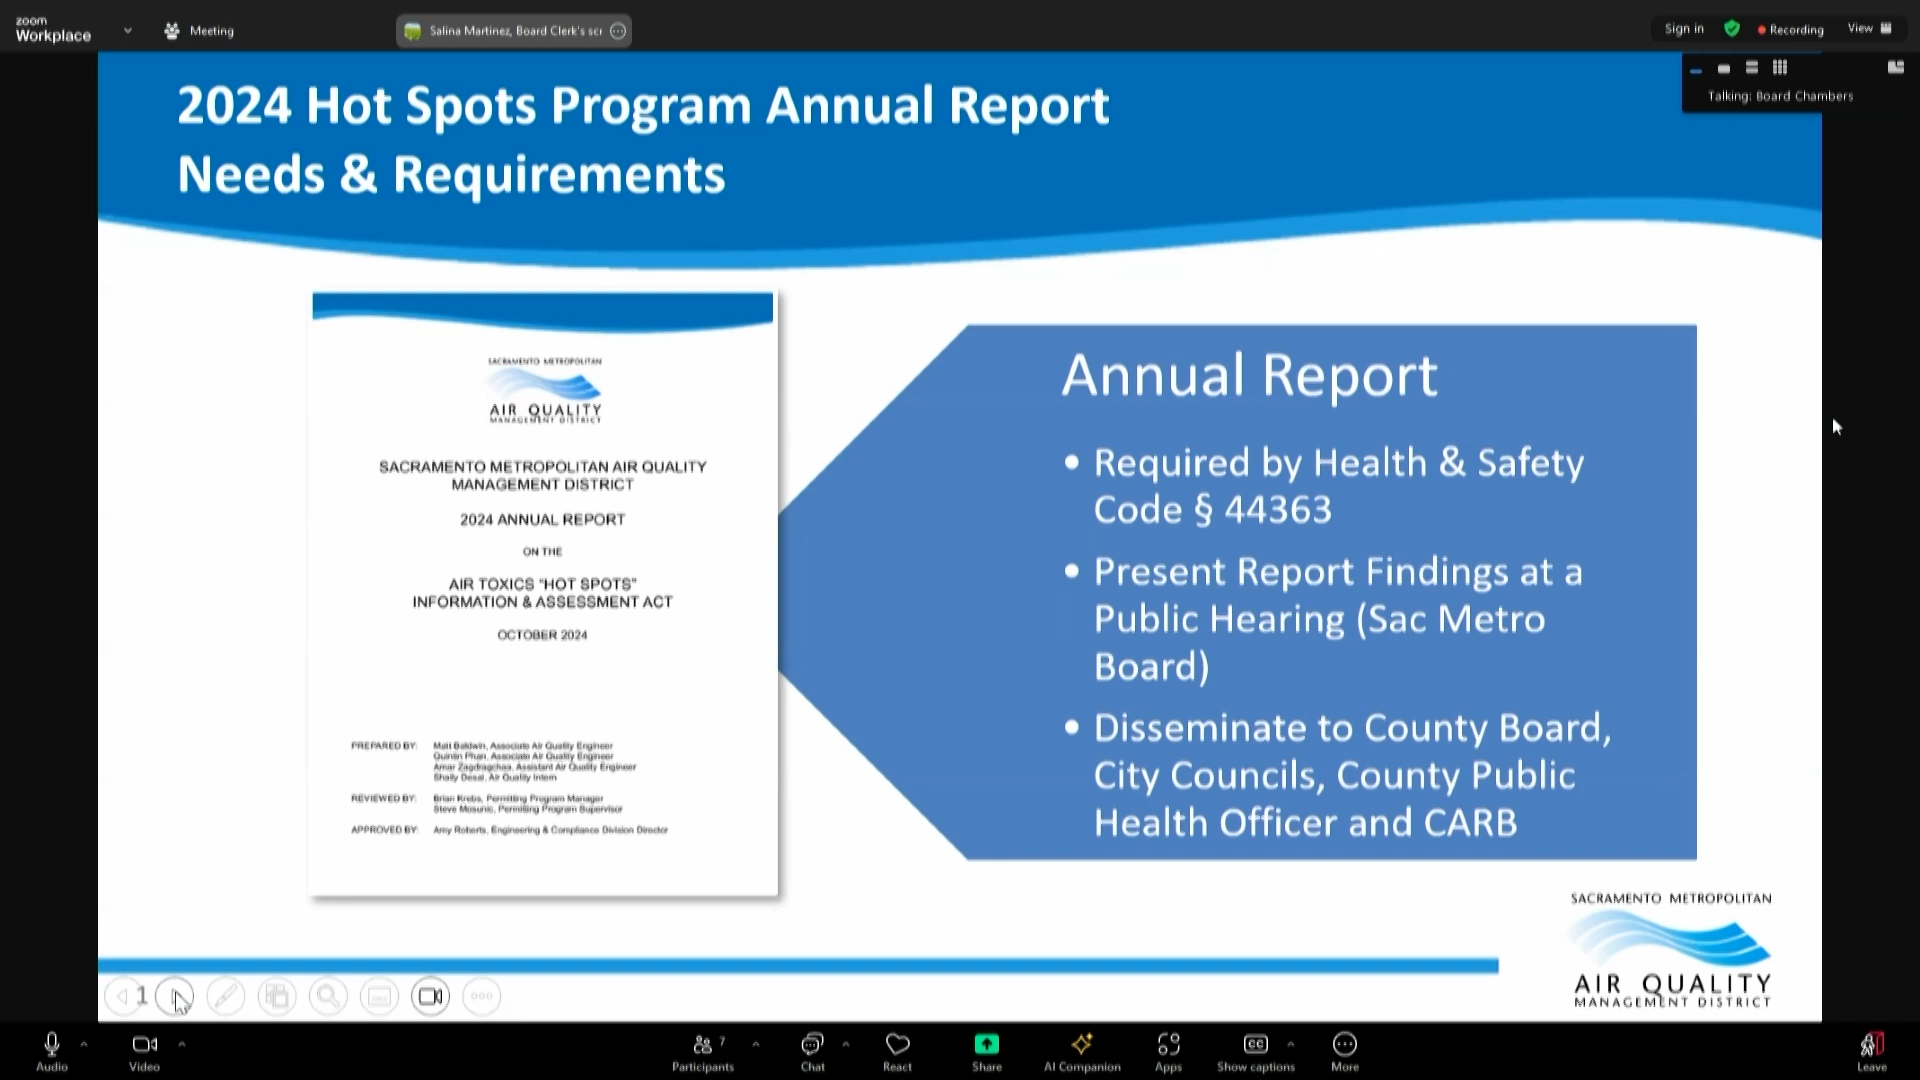 zoom
Workplace
Meeting
Salina Martinez, Board Clerk's scr
Sign in
Recording
View
Talking: Board Chambers
2024 Hot Spots Program Annual Report
Needs & Requirements
SACRAMENTO METROPOLITAN
AIR QUALITY
MANAGEMENT DISTRICT
SACRAMENTO METROPOLITAN AIR QUALITY
MANAGEMENT DISTRICT
2024 ANNUAL REPORT
ON THE
AIR TOXICS "HOT SPOTS"
INFORMATION & ASSESSMENT ACT
OCTOBER 2024
PREPARED BY: Matt Baldwin, Associate Air Quality Engineer
Quintin Phan, Associate Air Quality Engineer
Amar Zagdragchaa, Assistant Air Quality Engineer
Shally Desai, Air Quality Intern
REVIEWED BY: Brian Krebs, Permitting Program Manager
Steve Mosunic, Permitting Program Supervisor
APPROVED BY: Amy Roberts, Engineering & Compliance Division Director
Annual Report
• Required by Health & Safety
Code § 44363
• Present Report Findings at a
Public Hearing (Sac Metro
Board)
• Disseminate to County Board,
City Councils, County Public
Health Officer and CARB
SACRAMENTO METROPOLITAN
AIR QUALITY
MANAGEMENT DISTRICT
1
Audio
Video
7
Participants
Chat
React
Share
AI Companion
Apps
CC
Show captions
More
Leave